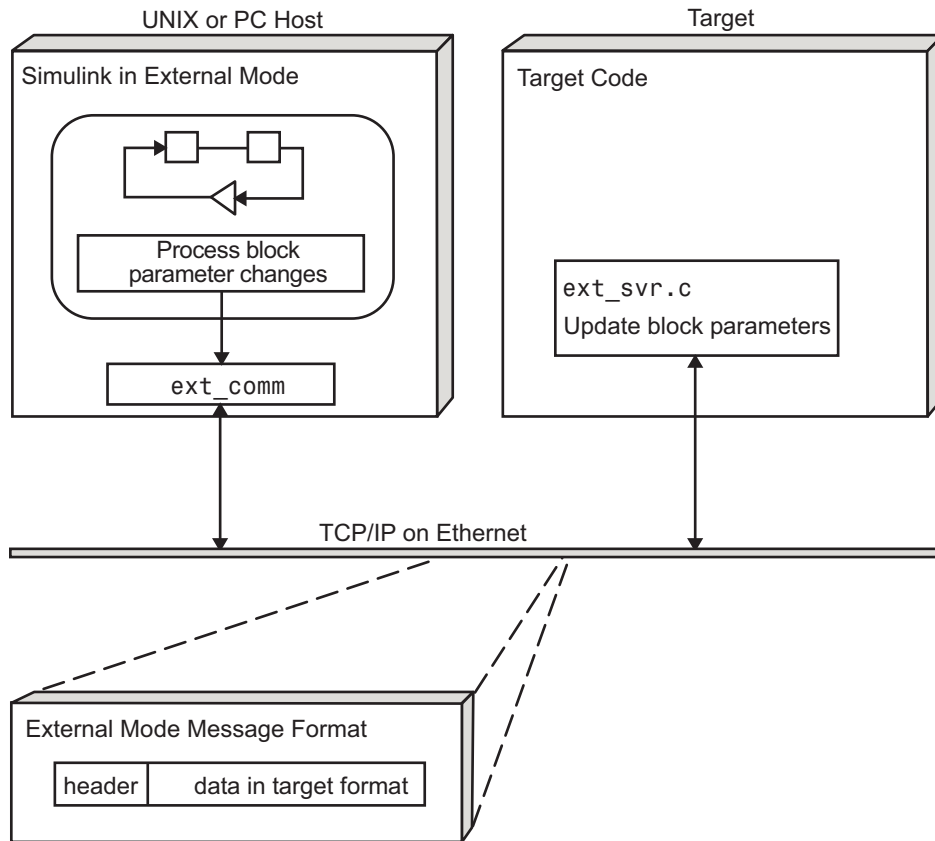 UNIX or PC Host
Target
Simulink in External Mode
Target Code
Process block
parameter changes
ext_comm
ext_svr.c
Update block parameters
TCP/IP on Ethernet
External Mode Message Format
header
data in target format